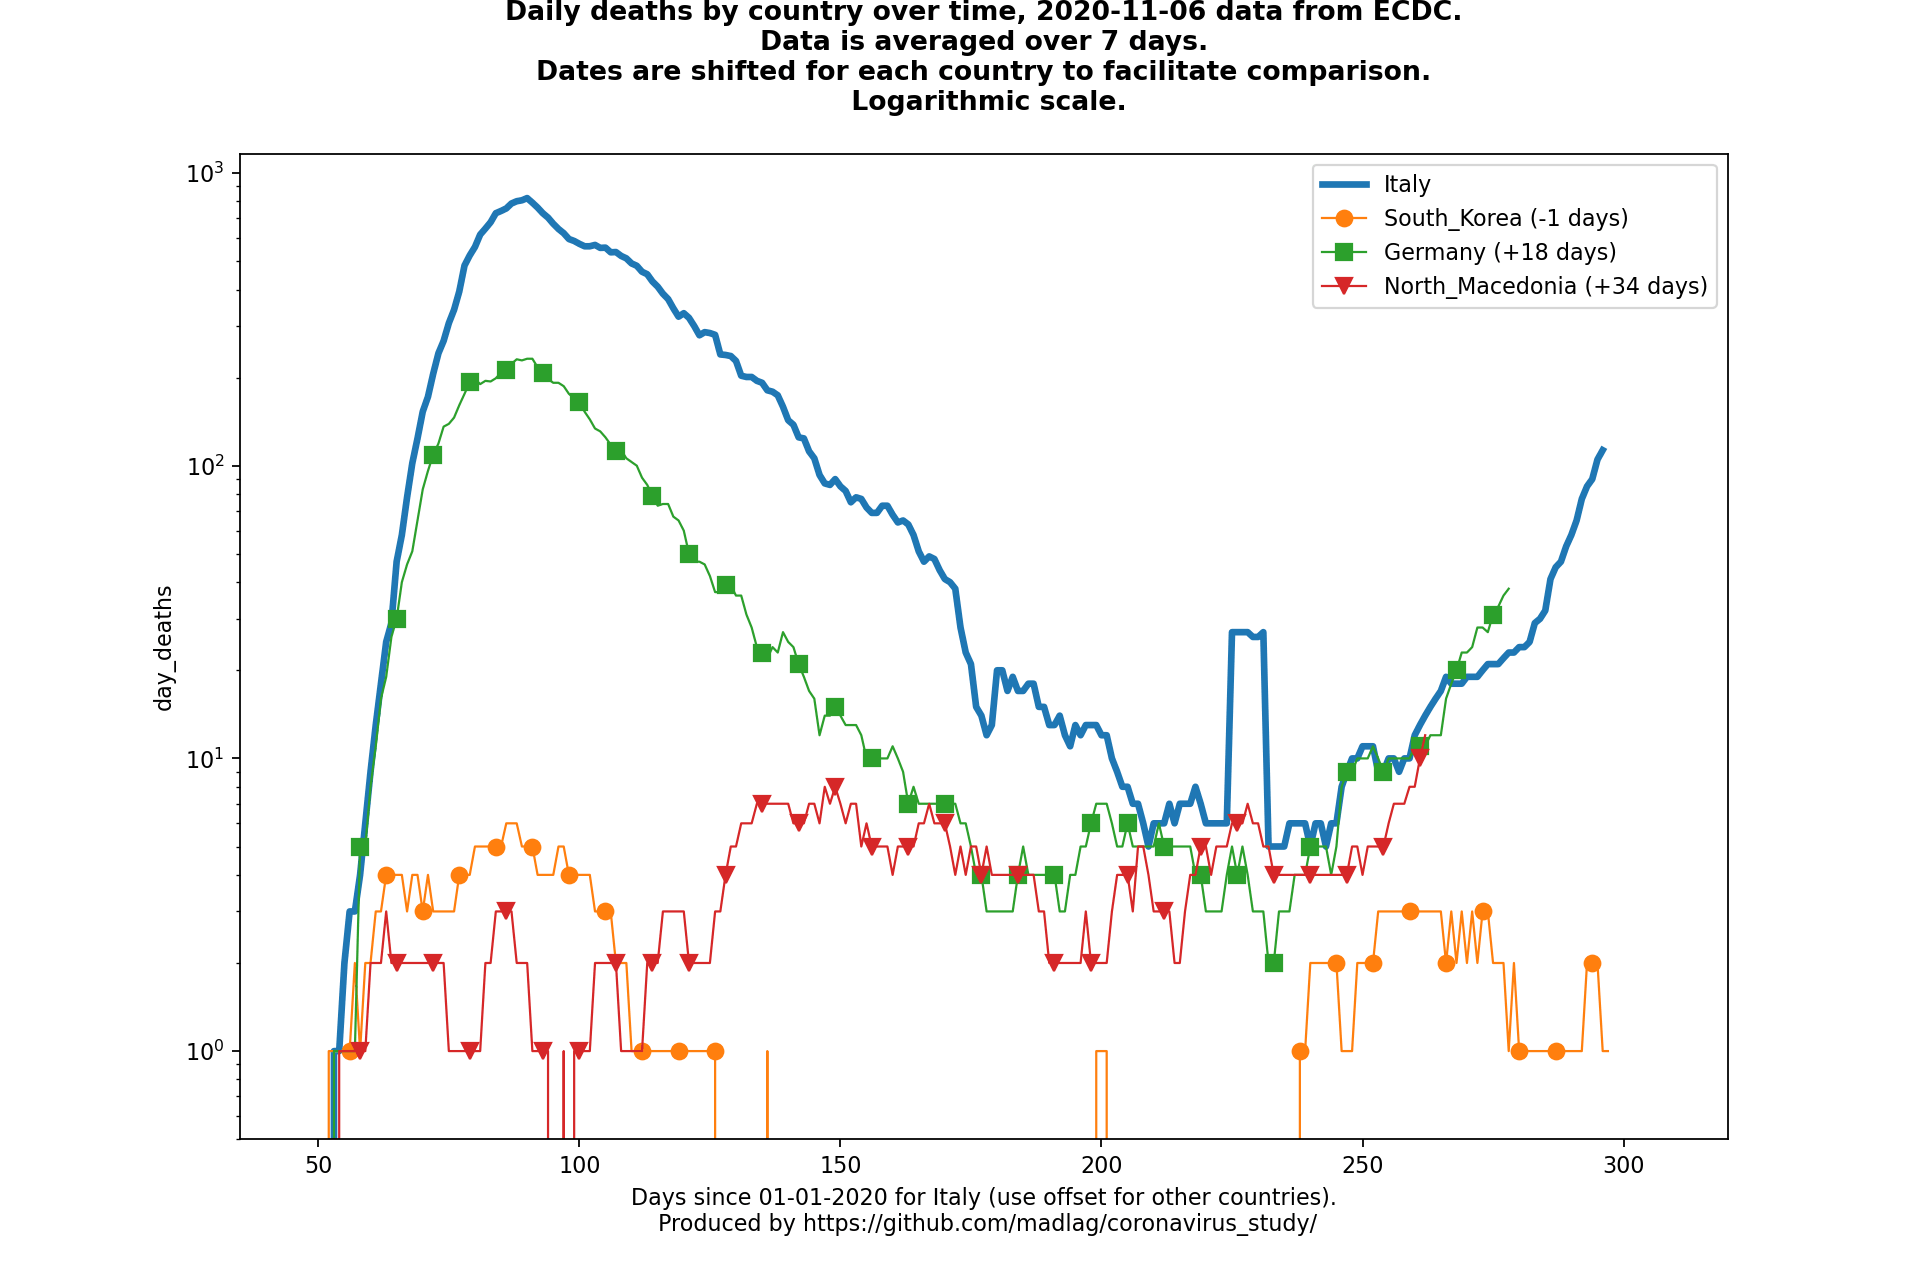 Daily deaths by country over time, 2020-11-06 data from ECDC.
Data is averaged over 7 days.
Dates are shifted for each country to facilitate comparison.
Logarithmic scale.
10³
10²
10¹
10⁰
day_deaths
Italy
South_Korea (-1 days)
Germany (+18 days)
North_Macedonia (+34 days)
50
100
150
200
250
300
Days since 01-01-2020 for Italy (use offset for other countries).
Produced by https://github.com/madlag/coronavirus_study/